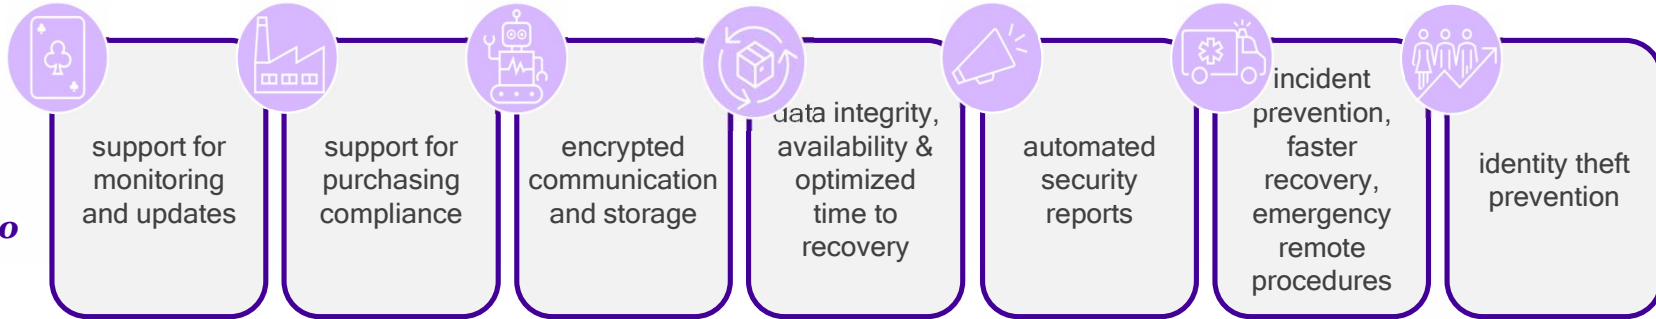 support for
monitoring
and updates
support for
purchasing
compliance
encrypted
communication
and storage
data integrity,
availability &
optimized
time to
recovery
automated
security
reports
incident
prevention,
faster
recovery,
emergency
remote
procedures
identity theft
prevention
o